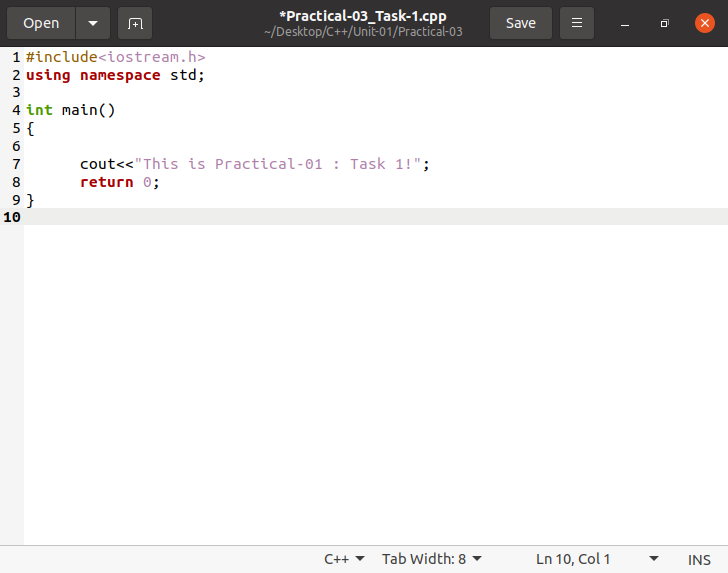 Open
*Practical-03_Task-1.cpp
~/Desktop/C++/Unit-01/Practical-03
Save
1 #include<iostream.h>
2 using namespace std;
3
4 int main()
5 {
6
7 cout<<"This is Practical-01 : Task 1!";
8 return 0;
9 }
10
C++ Tab Width: 8 Ln 10, Col 1 INS